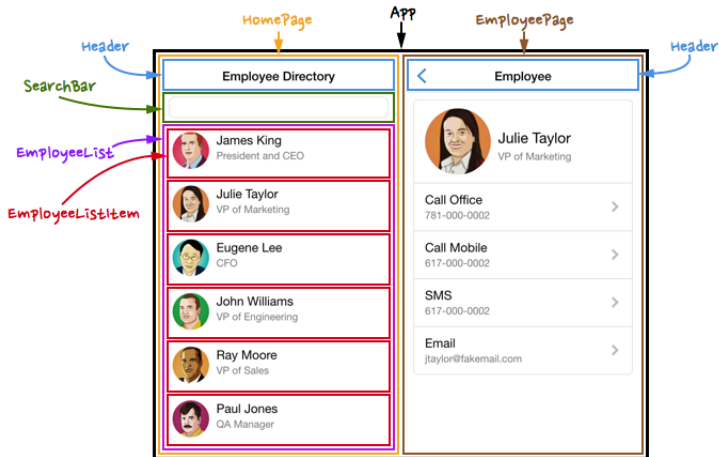 App
HomePage
EmployeePage
Header
Header
SearchBar
EmployeeList
EmployeeListItem
Employee Directory
James King
President and CEO
Julie Taylor
VP of Marketing
Eugene Lee
CFO
John Williams
VP of Engineering
Ray Moore
VP of Sales
Paul Jones
QA Manager
Employee
Julie Taylor
VP of Marketing
Call Office
781-000-0002
Call Mobile
617-000-0002
SMS
617-000-0002
Email
jtaylor@fakemail.com